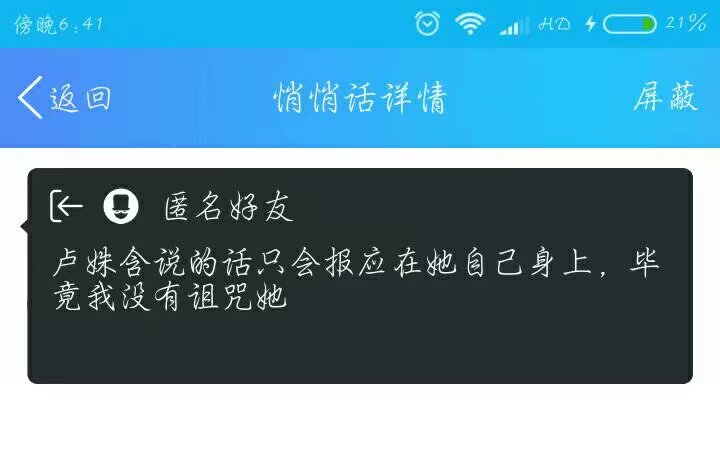 傍晚6:41 HD 21%
返回 悄悄话详情 屏蔽
匿名好友
卢姝含说的话只会报应在她自己身上，毕
竟我没有诅咒她